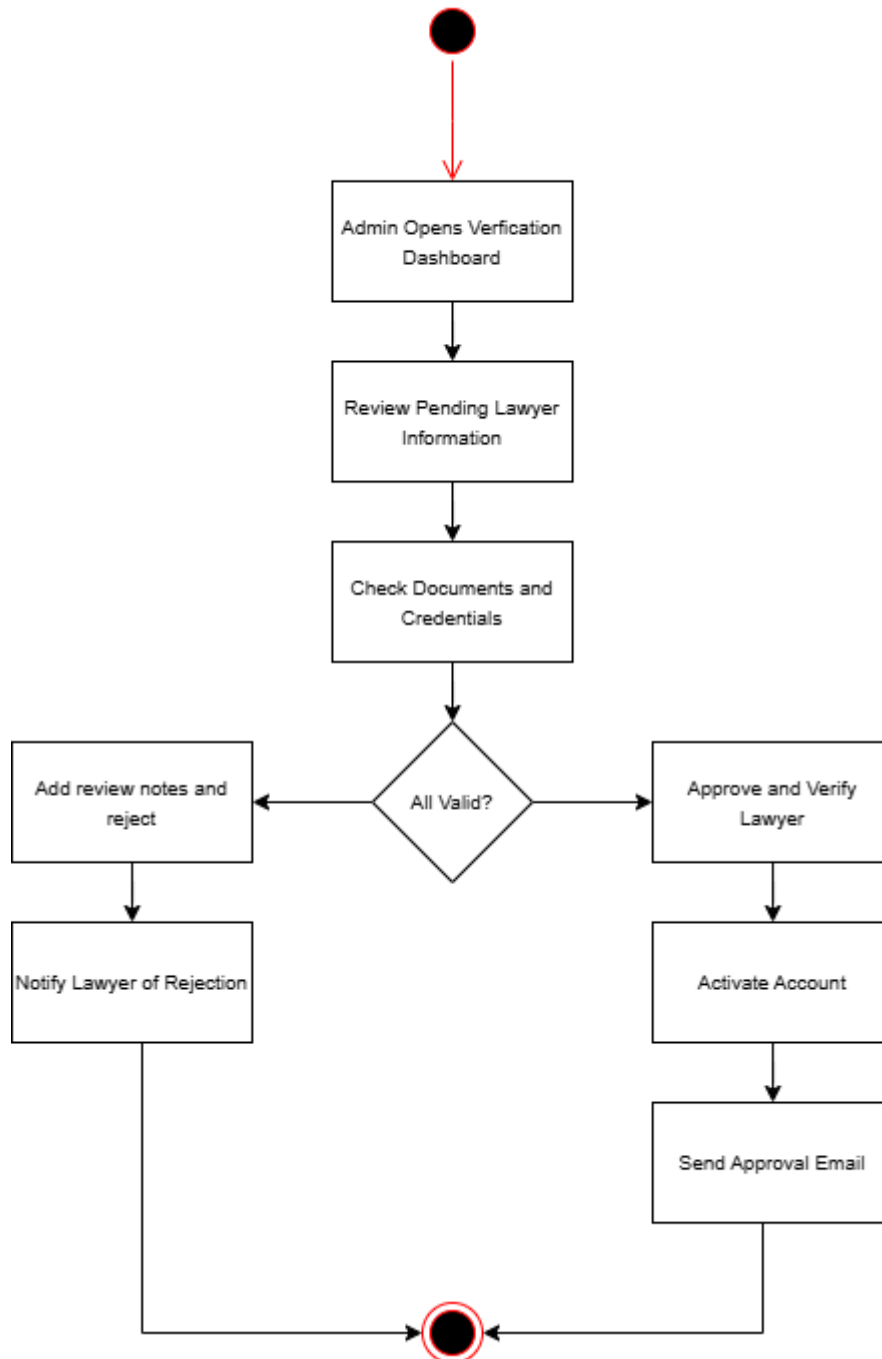 Admin Opens Verfication
Dashboard
Review Pending Lawyer
Information
Check Documents and
Credentials
Add review notes and
reject
All Valid?
Approve and Verify
Lawyer
Notify Lawyer of Rejection
Activate Account
Send Approval Email